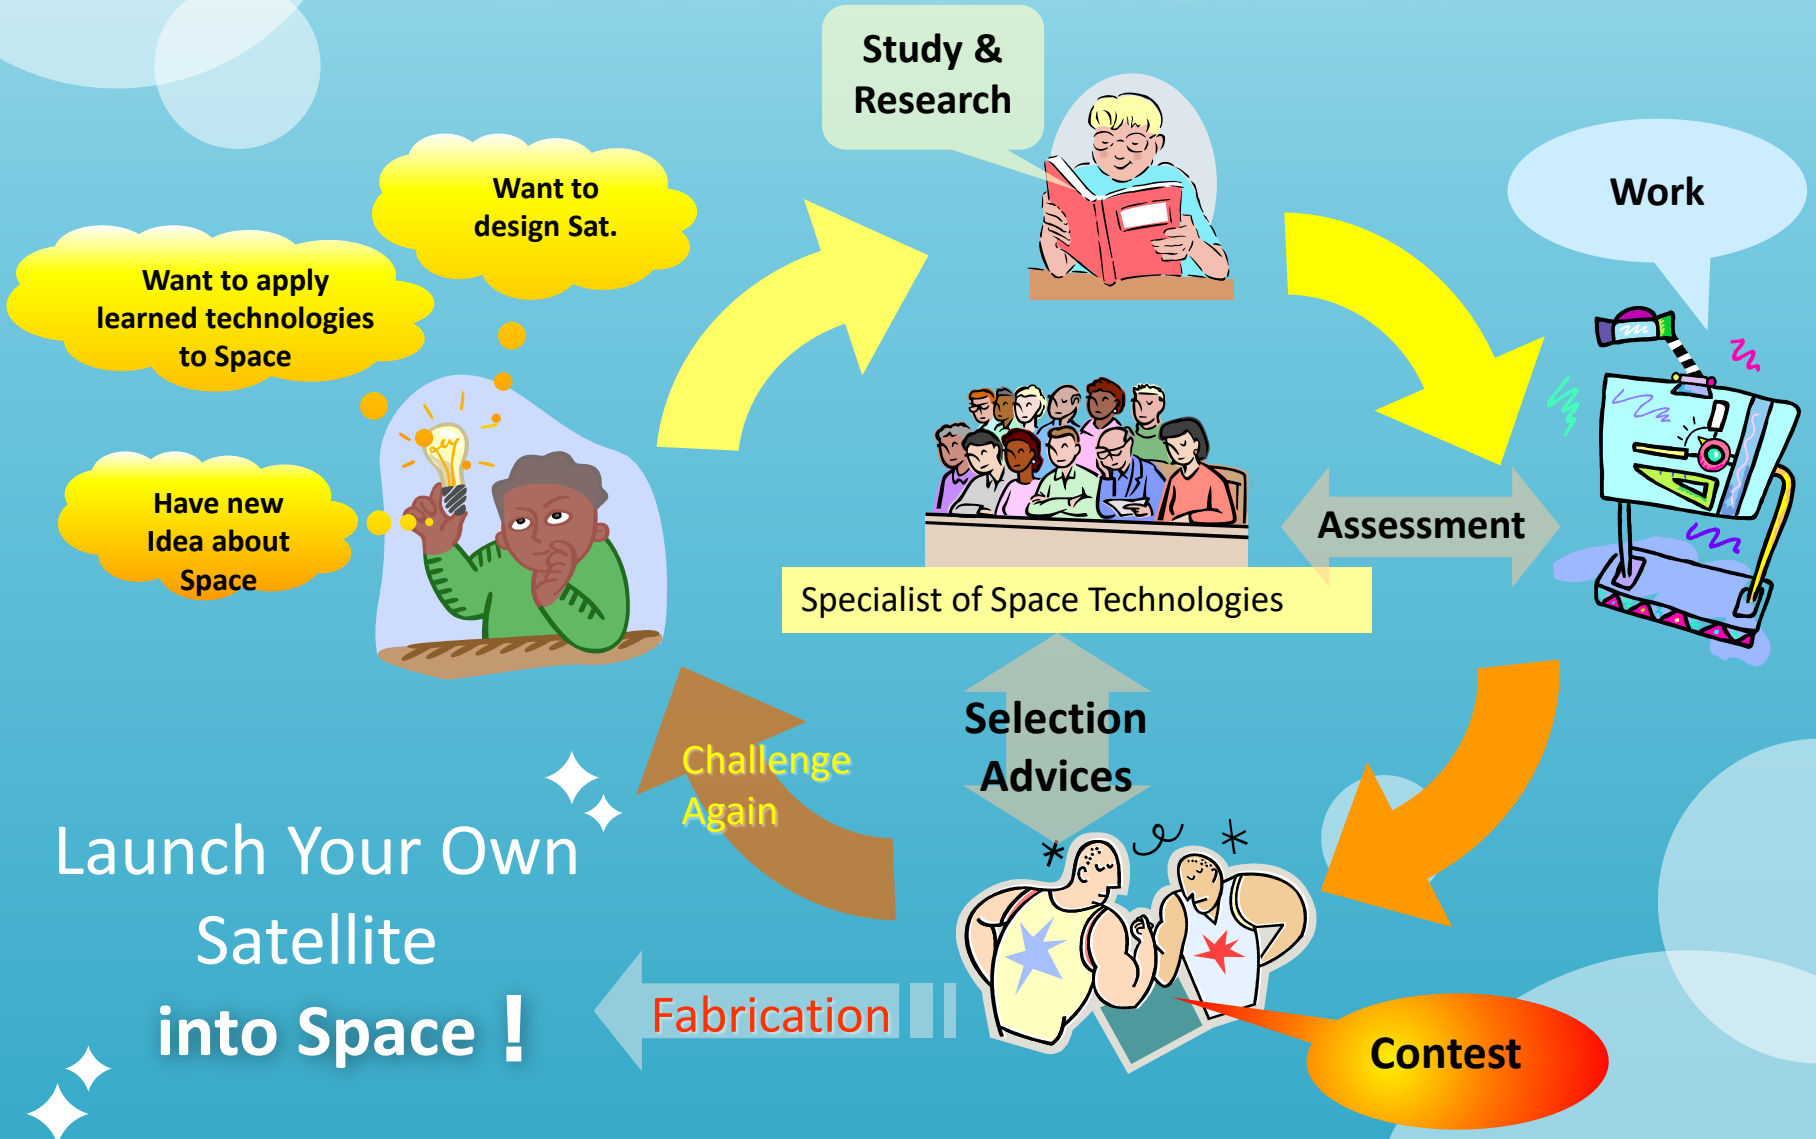 Study &
Research
Work
Want to
design Sat.
Want to apply
learned technologies
to Space
Have new
Idea about
Space
Assessment
Specialist of Space Technologies
Selection
Advices
Challenge
Again
Launch Your Own
Satellite
into Space !
Fabrication
Contest